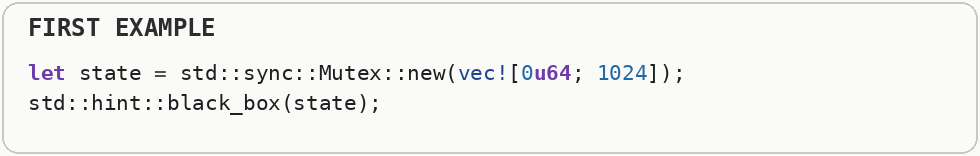 FIRST EXAMPLE
let state = std::sync::Mutex::new(vec![0u64; 1024]);
std::hint::black_box(state);